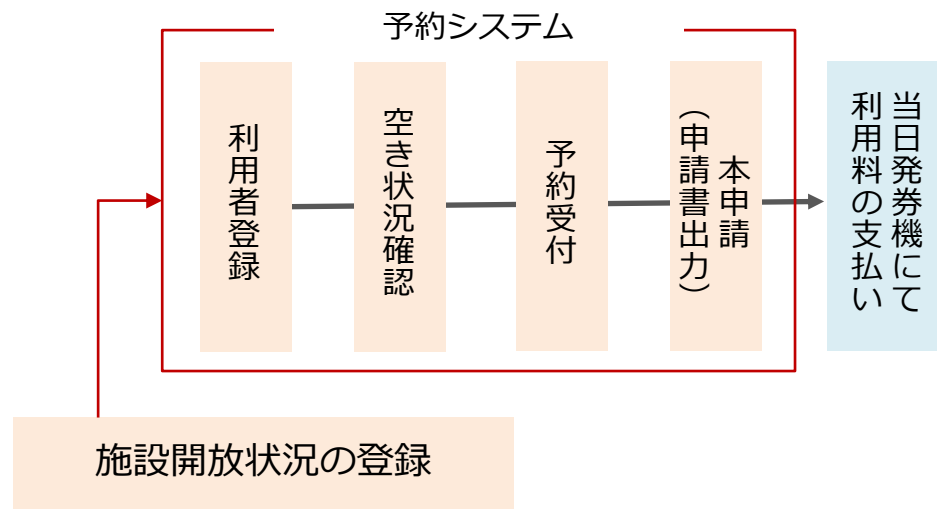 予約システム
利用者登録
空き状況確認
予約受付
本申請
（申請書出力）
当日発券機にて
利用料の支払い
施設開放状況の登録